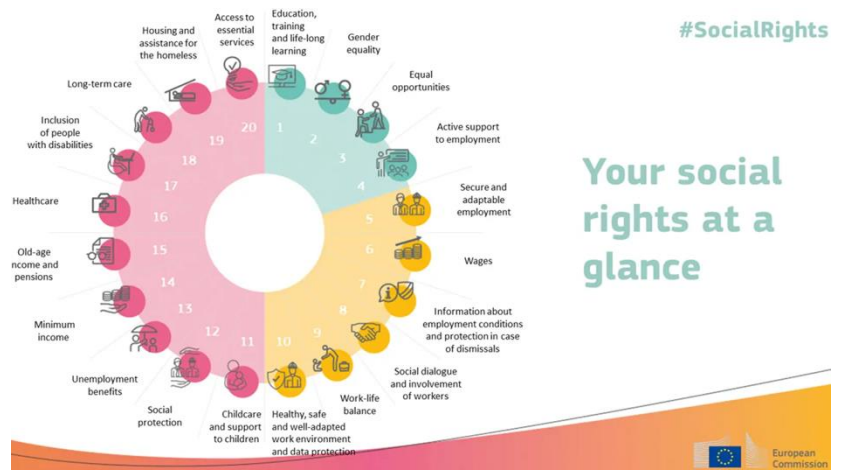 #SocialRights
Your social
rights at a
glance
Education,
training
and life-long
learning
Gender
equality
Equal
opportunities
Active support
to employment
Secure and
adaptable
employment
Wages
Information about
employment conditions
and protection in case
of dismissals
Social dialogue
and involvement
of workers
Work-life
balance
Healthy, safe
and well-adapted
work environment
and data protection
Childcare
and support
to children
Social
protection
Unemployment
benefits
Minimum
income
Old-age
ncome and
pensions
Healthcare
Inclusion
of people
with disabilities
Long-term care
Housing and
assistance for
the homeless
Access to
essential
services
1
2
3
4
5
6
7
8
9
10
11
12
13
14
15
16
17
18
19
20
European
Commission